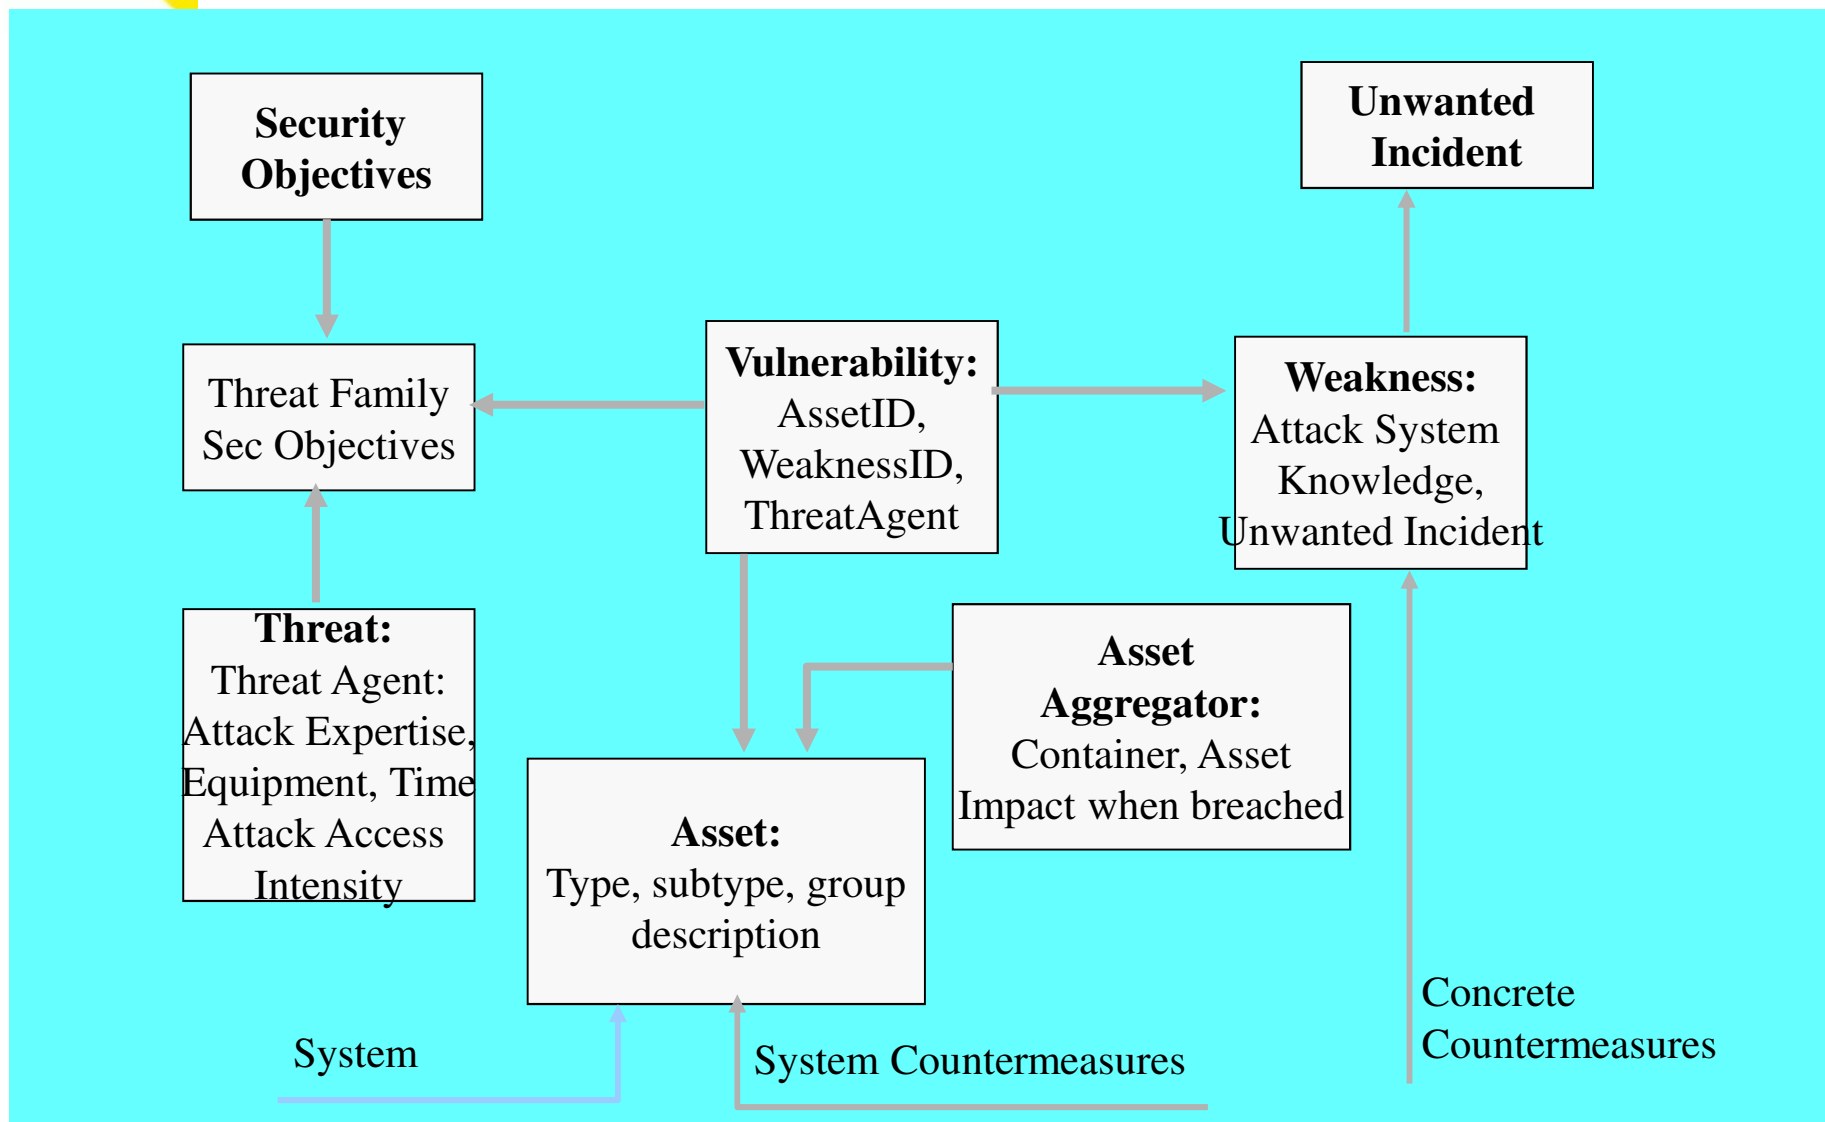 Security
Objectives
Unwanted
Incident
Threat Family
Sec Objectives
Vulnerability:
AssetID,
WeaknessID,
ThreatAgent
Weakness:
Attack System
Knowledge,
Unwanted Incident
Threat:
Threat Agent:
Attack Expertise,
Equipment, Time
Attack Access
Intensity
Asset
Aggregator:
Container, Asset
Impact when breached
Asset:
Type, subtype, group
description
System
System Countermeasures
Concrete
Countermeasures